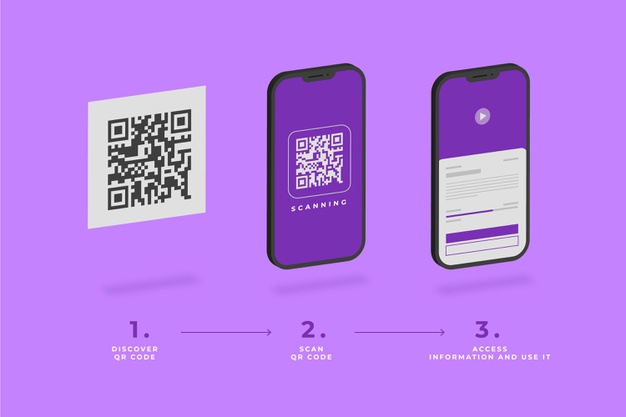 SCANNING
1.
DISCOVER
QR CODE
2.
SCAN
QR CODE
3.
ACCESS
INFORMATION AND USE IT